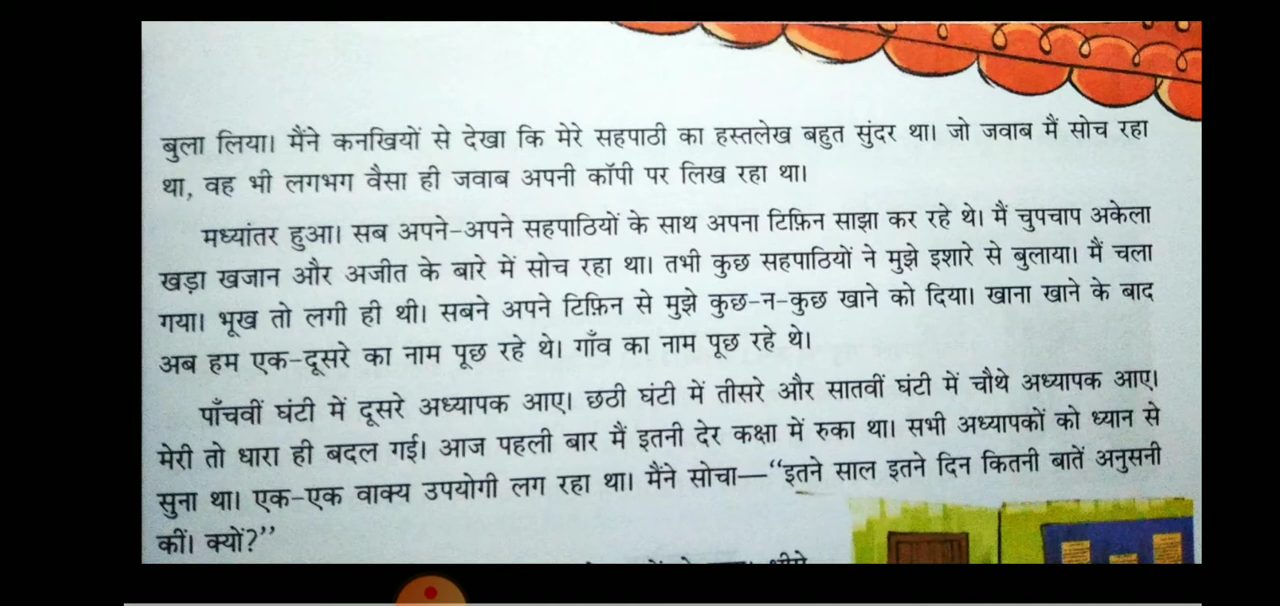 बुला लिया। मैंने कनखियों से देखा कि मेरे सहपाठी का हस्तलेख बहुत सुंदर था। जो जवाब मैं सोच रहा
था, वह भी लगभग वैसा ही जवाब अपनी कॉपी पर लिख रहा था।
मध्यांतर हुआ। सब अपने-अपने सहपाठियों के साथ अपना टिफ़िन साझा कर रहे थे। मैं चुपचाप अकेला
खड़ा खजान और अजीत के बारे में सोच रहा था। तभी कुछ सहपाठियों ने मुझे इशारे से बुलाया। मैं चला
गया। भूख तो लगी ही थी। सबने अपने टिफ़िन से मुझे कुछ-न-कुछ खाने को दिया। खाना खाने के बाद
अब हम एक-दूसरे का नाम पूछ रहे थे। गाँव का नाम पूछ रहे थे।
पाँचवीं घंटी में दूसरे अध्यापक आए। छठी घंटी में तीसरे और सातवीं घंटी में चौथे अध्यापक आए।
मेरी तो धारा ही बदल गई। आज पहली बार मैं इतनी देर कक्षा में रुका था। सभी अध्यापकों को ध्यान से
सुना था। एक-एक वाक्य उपयोगी लग रहा था। मैंने सोचा—“इतने साल इतने दिन कितनी बातें अनुसनी
कीं। क्यों?”